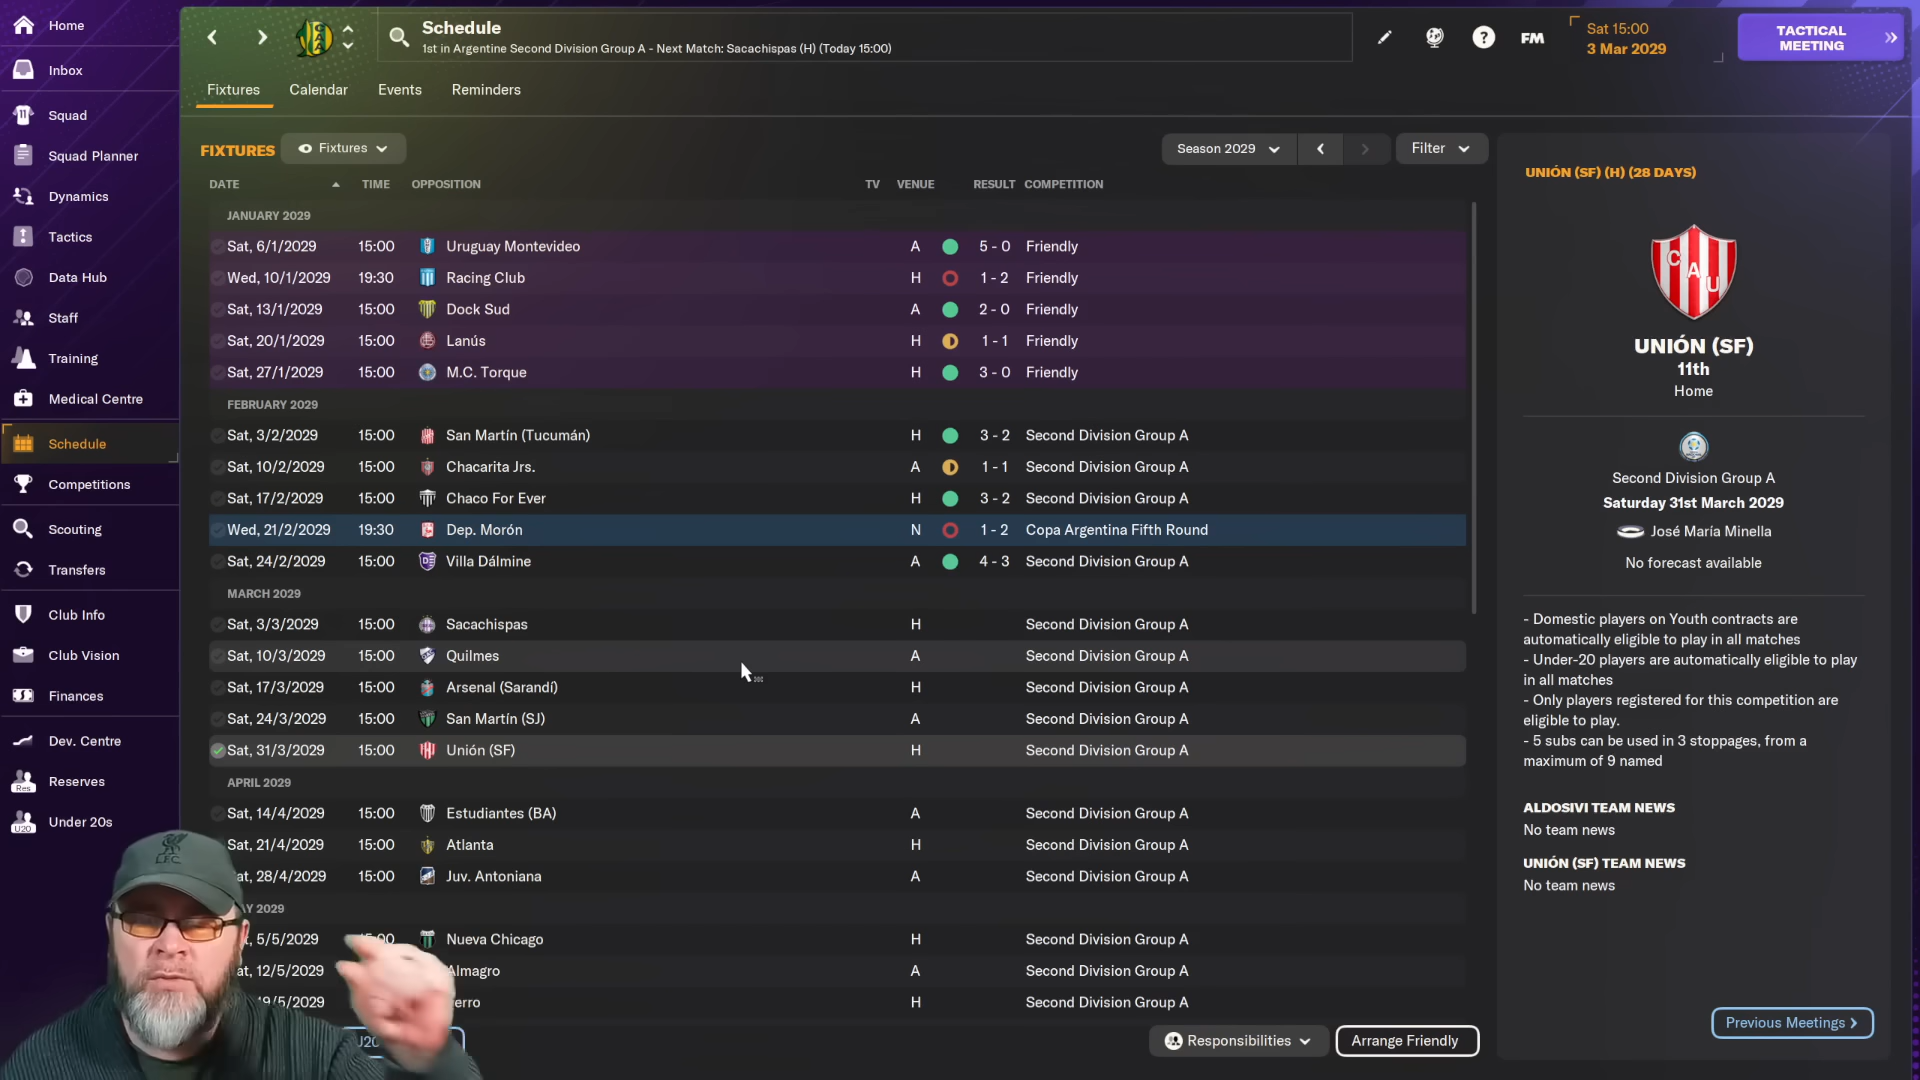 Home
Inbox
Squad
Squad Planner
Dynamics
Tactics
Data Hub
Staff
Training
Medical Centre
Schedule
Competitions
Scouting
Transfers
Club Info
Club Vision
Finances
Dev. Centre
Res
Reserves
U20
Under 20s
Schedule
1st in Argentine Second Division Group A - Next Match: Sacachispas (H) (Today 15:00)
?
FM
Sat 15:00
3 Mar 2029
TACTICAL
MEETING
Fixtures Calendar Events Reminders
FIXTURES Fixtures
Season 2029 Filter
DATE TIME OPPOSITION TV VENUE RESULT COMPETITION
JANUARY 2029
Sat, 6/1/2029 15:00 Uruguay Montevideo A 5 - 0 Friendly
Wed, 10/1/2029 19:30 Racing Club H 1 - 2 Friendly
Sat, 13/1/2029 15:00 Dock Sud A 2 - 0 Friendly
Sat, 20/1/2029 15:00 Lanús H 1 - 1 Friendly
Sat, 27/1/2029 15:00 M.C. Torque H 3 - 0 Friendly
FEBRUARY 2029
Sat, 3/2/2029 15:00 San Martín (Tucumán) H 3 - 2 Second Division Group A
Sat, 10/2/2029 15:00 Chacarita Jrs. A 1 - 1 Second Division Group A
Sat, 17/2/2029 15:00 Chaco For Ever H 3 - 2 Second Division Group A
Wed, 21/2/2029 19:30 Dep. Morón N 1 - 2 Copa Argentina Fifth Round
Sat, 24/2/2029 15:00 Villa Dálmine A 4 - 3 Second Division Group A
MARCH 2029
Sat, 3/3/2029 15:00 Sacachispas H Second Division Group A
Sat, 10/3/2029 15:00 Quilmes A Second Division Group A
Sat, 17/3/2029 15:00 Arsenal (Sarandí) H Second Division Group A
Sat, 24/3/2029 15:00 San Martín (SJ) A Second Division Group A
Sat, 31/3/2029 15:00 Unión (SF) H Second Division Group A
APRIL 2029
Sat, 14/4/2029 15:00 Estudiantes (BA) A Second Division Group A
Sat, 21/4/2029 15:00 Atlanta H Second Division Group A
at, 28/4/2029 15:00 Juv. Antoniana A Second Division Group A
AY 2029
5/5/2029 Nueva Chicago H Second Division Group A
at, 12/5/2029 Almagro A Second Division Group A
19/5/2029 erro H Second Division Group A
U20
Responsibilities Arrange Friendly
UNIÓN (SF) (H) (28 DAYS)
C A U
UNIÓN (SF)
11th
Home
Second Division Group A
Saturday 31st March 2029
José María Minella
No forecast available
- Domestic players on Youth contracts are
automatically eligible to play in all matches
- Under-20 players are automatically eligible to play
in all matches
- Only players registered for this competition are
eligible to play.
- 5 subs can be used in 3 stoppages, from a
maximum of 9 named
ALDOSIVI TEAM NEWS
No team news
UNIÓN (SF) TEAM NEWS
No team news
Previous Meetings
LFC